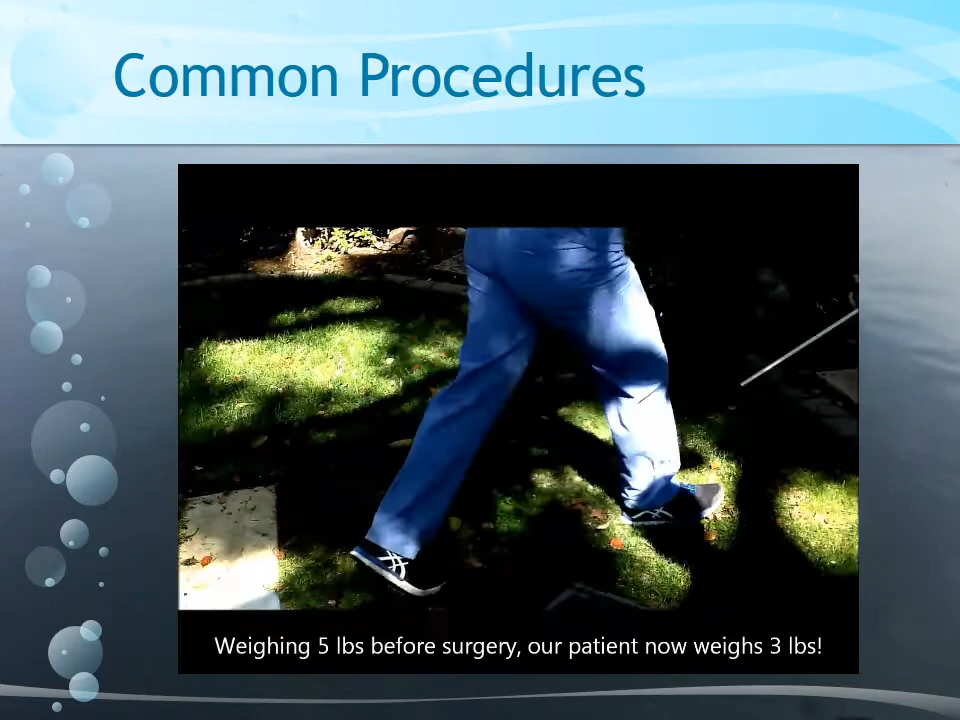 Common Procedures
Weighing 5 lbs before surgery, our patient now weighs 3 lbs!